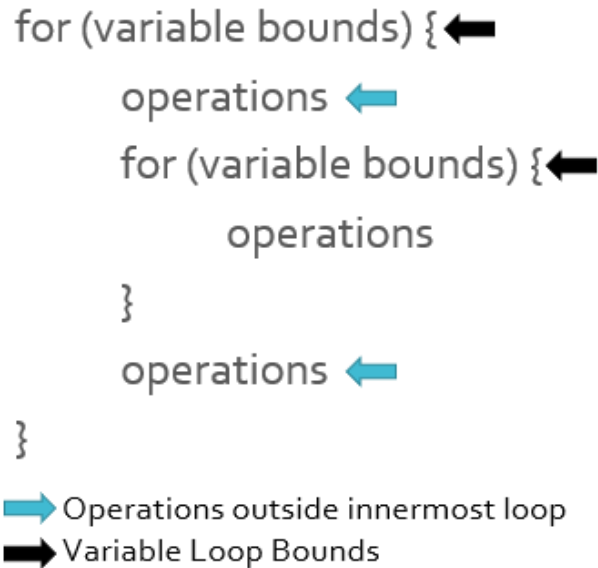 for (variable bounds) {
operations
for (variable bounds) {
operations
}
operations
}
Operations outside innermost loop
Variable Loop Bounds